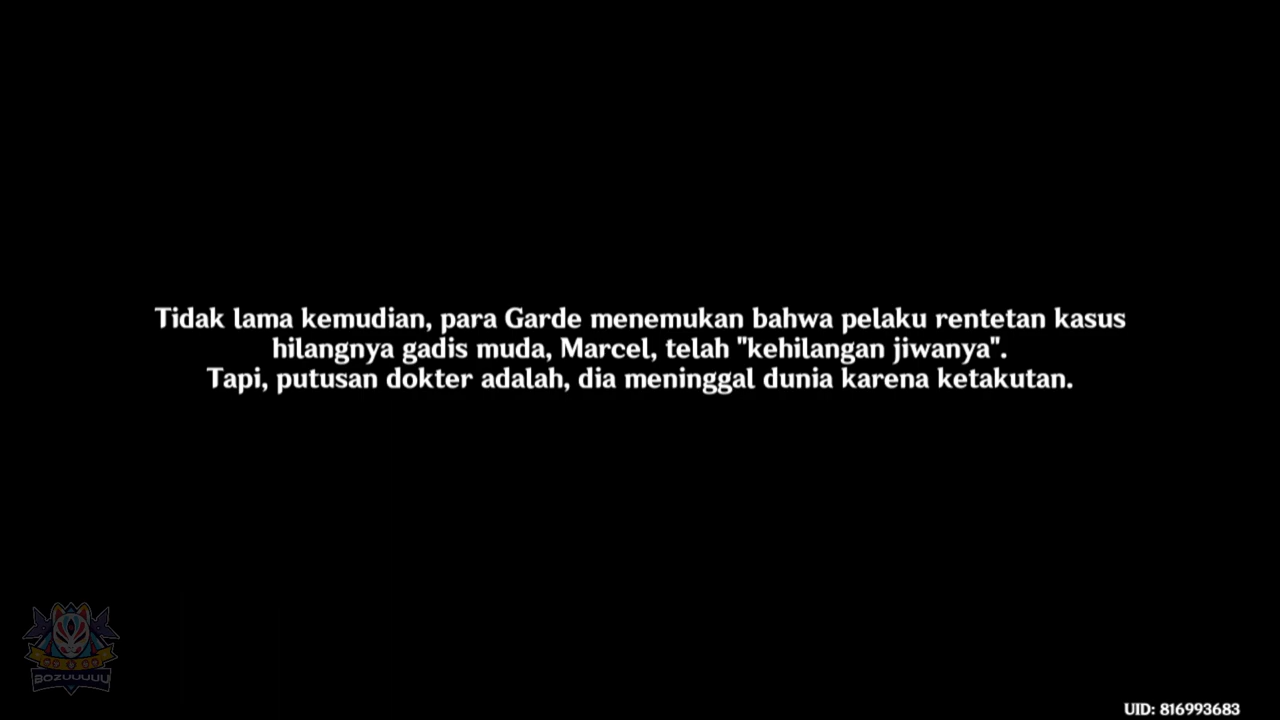 Tidak lama kemudian, para Garde menemukan bahwa pelaku rentetan kasus
hilangnya gadis muda, Marcel, telah "kehilangan jiwanya".
Tapi, putusan dokter adalah, dia meninggal dunia karena ketakutan.
BOZUUUUU
UID: 816993683